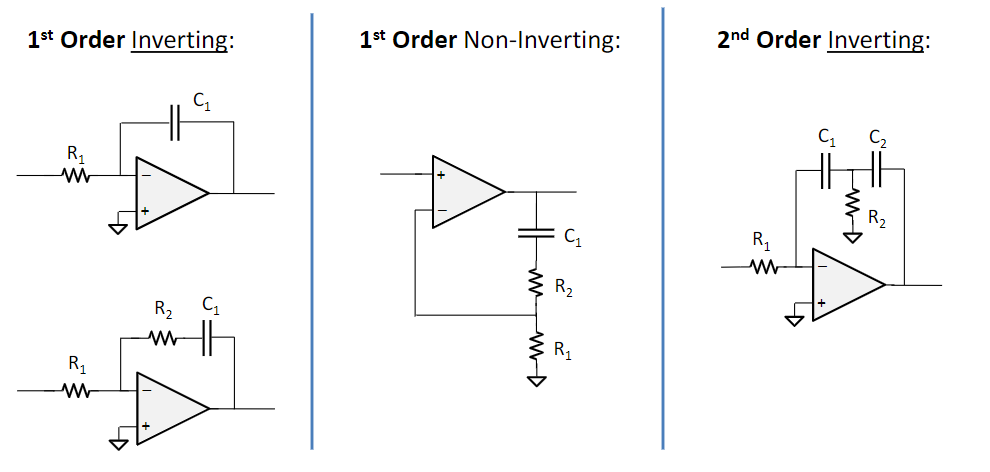 1st Order Inverting:
C1
R1
−
+
R2 C1
R1
−
+
1st Order Non-Inverting:
+
−
C1
R2
R1
2nd Order Inverting:
C1 C2
R2
R1
−
+